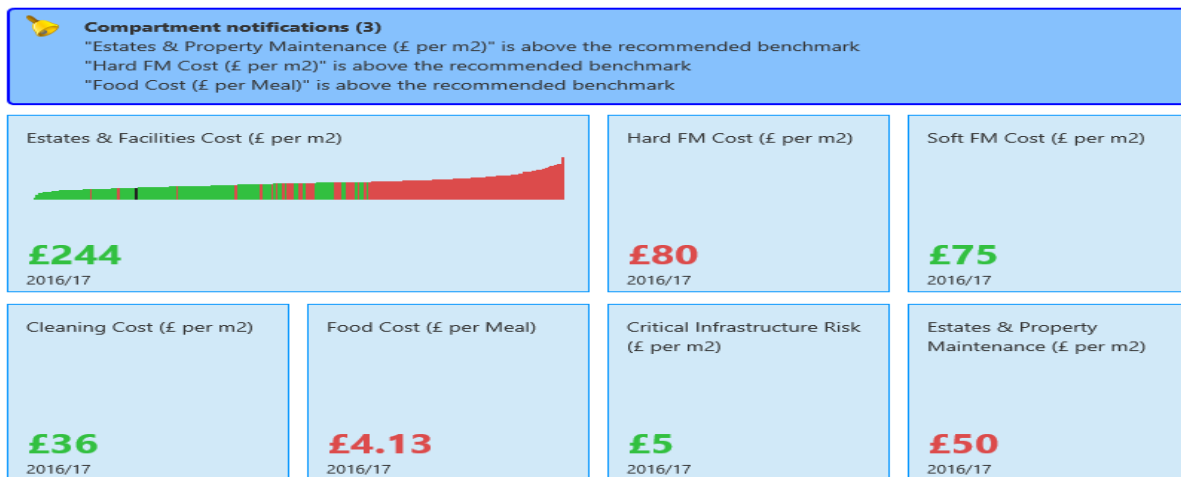 Compartment notifications (3)
"Estates & Property Maintenance (£ per m2)" is above the recommended benchmark
"Hard FM Cost (£ per m2)" is above the recommended benchmark
"Food Cost (£ per Meal)" is above the recommended benchmark
Estates & Facilities Cost (£ per m2)
£244
2016/17
Hard FM Cost (£ per m2)
£80
2016/17
Soft FM Cost (£ per m2)
£75
2016/17
Cleaning Cost (£ per m2)
£36
2016/17
Food Cost (£ per Meal)
£4.13
2016/17
Critical Infrastructure Risk
(£ per m2)
£5
2016/17
Estates & Property
Maintenance (£ per m2)
£50
2016/17